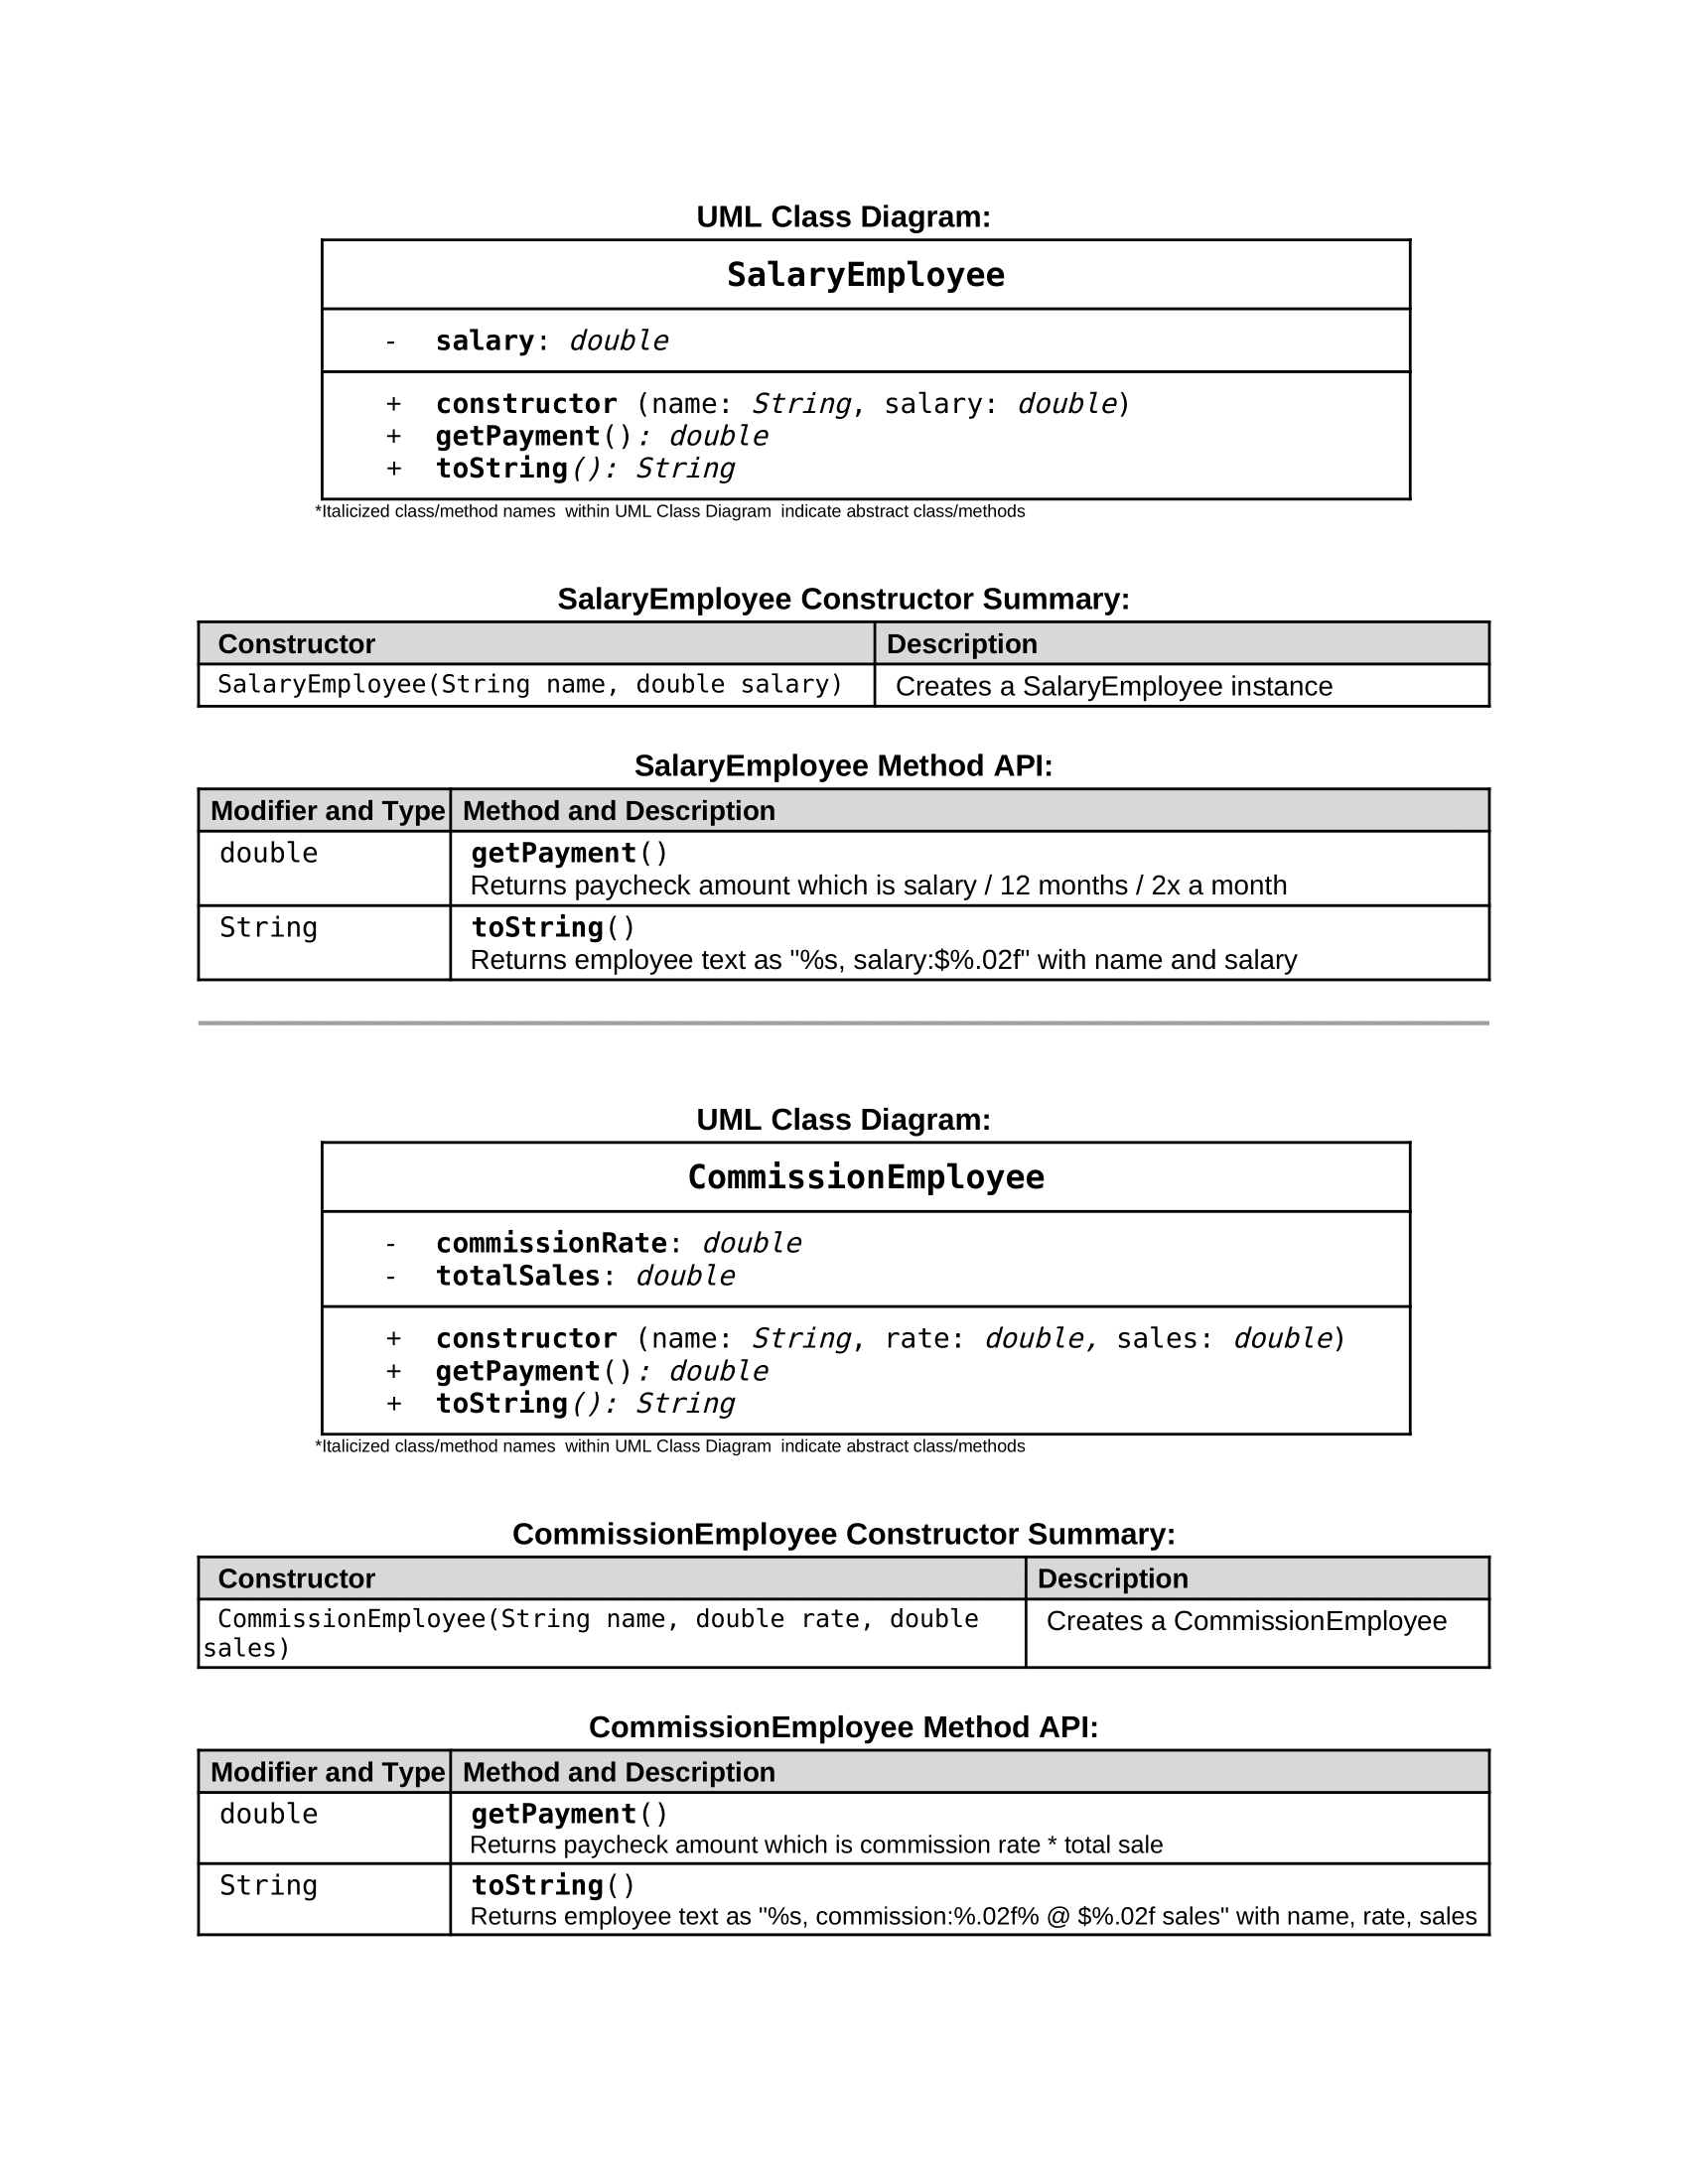 UML Class Diagram:
SalaryEmployee
- salary: double
+ constructor (name: String, salary: double)
+ getPayment(): double
+ toString(): String
*Italicized class/method names within UML Class Diagram indicate abstract class/methods
SalaryEmployee Constructor Summary:
Constructor Description
SalaryEmployee(String name, double salary) Creates a SalaryEmployee instance
SalaryEmployee Method API:
Modifier and Type Method and Description
double getPayment()
Returns paycheck amount which is salary / 12 months / 2x a month
String toString()
Returns employee text as "%s, salary:$%.02f" with name and salary
UML Class Diagram:
CommissionEmployee
- commissionRate: double
- totalSales: double
+ constructor (name: String, rate: double, sales: double)
+ getPayment(): double
+ toString(): String
*Italicized class/method names within UML Class Diagram indicate abstract class/methods
CommissionEmployee Constructor Summary:
Constructor Description
CommissionEmployee(String name, double rate, double Creates a CommissionEmployee
sales)
CommissionEmployee Method API:
Modifier and Type Method and Description
double getPayment()
Returns paycheck amount which is commission rate * total sale
String toString()
Returns employee text as "%s, commission:%.02f% @ $%.02f sales" with name, rate, sales